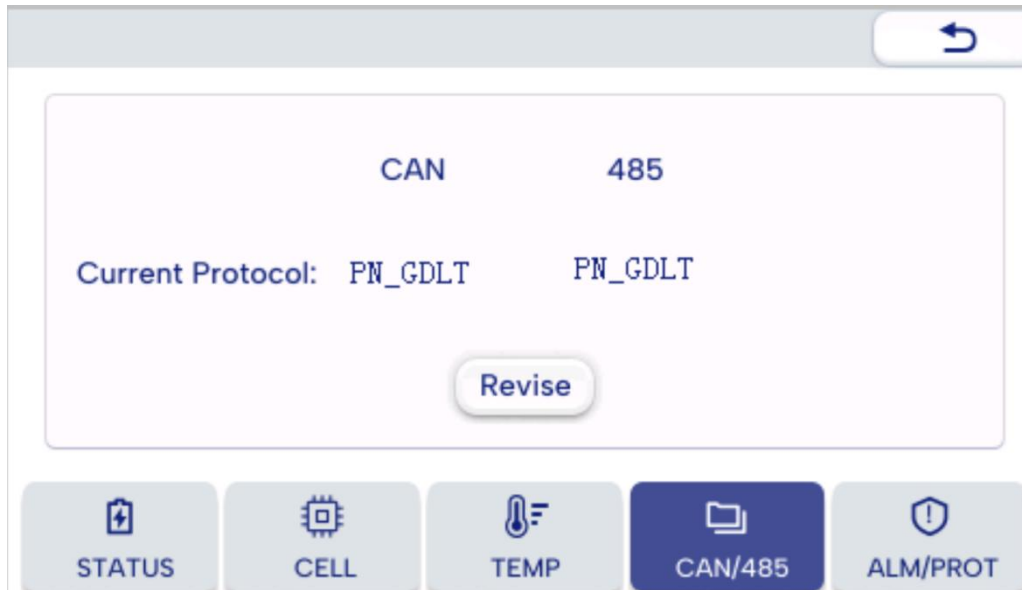 CAN 485
Current Protocol: PN_GDLT PN_GDLT
Revise
STATUS CELL TEMP CAN/485 ALM/PROT